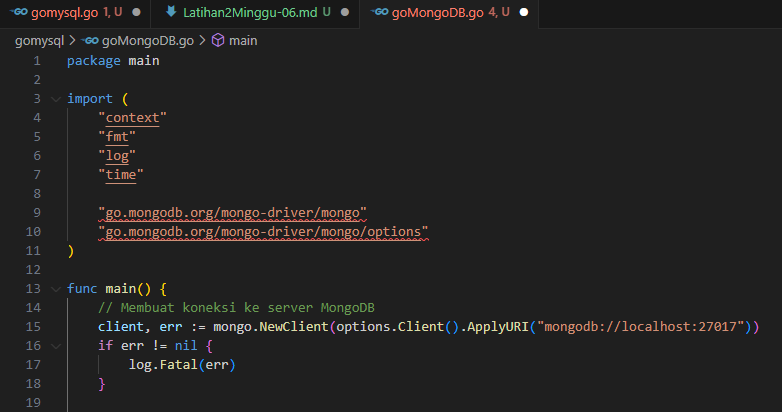 gomysql.go 1, U Latihan2Minggu-06.md U goMongoDB.go 4, U
gomysql > goMongoDB.go > main
1 package main
2
3 import (
4 "context"
5 "fmt"
6 "log"
7 "time"
8
9 "go.mongodb.org/mongo-driver/mongo"
10 "go.mongodb.org/mongo-driver/mongo/options"
11 )
12
13 func main() {
14 // Membuat koneksi ke server MongoDB
15 client, err := mongo.NewClient(options.Client().ApplyURI("mongodb://localhost:27017"))
16 if err != nil {
17 log.Fatal(err)
18 }
19